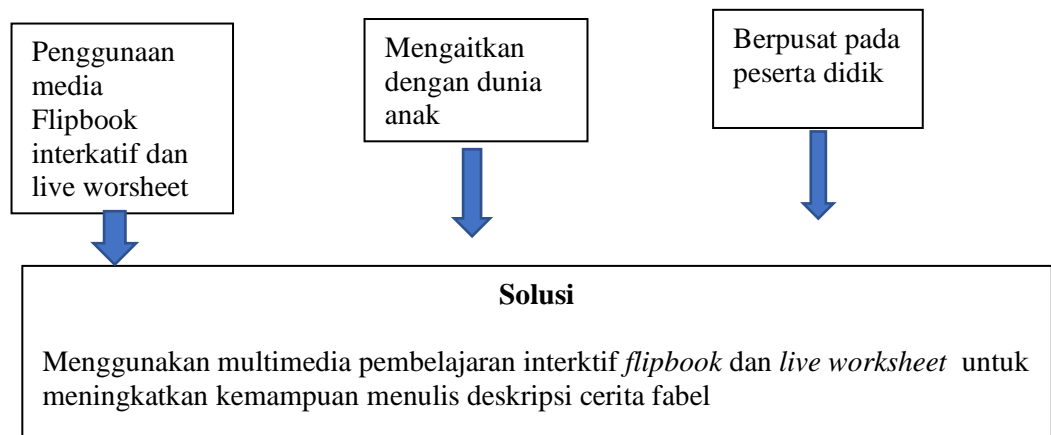 Penggunaan
media
Flipbook
interkatif dan
live worsheet
Mengaitkan
dengan dunia
anak
Berpusat pada
peserta didik
Solusi
Menggunakan multimedia pembelajaran interktif flipbook dan live worksheet untuk
meningkatkan kemampuan menulis deskripsi cerita fabel